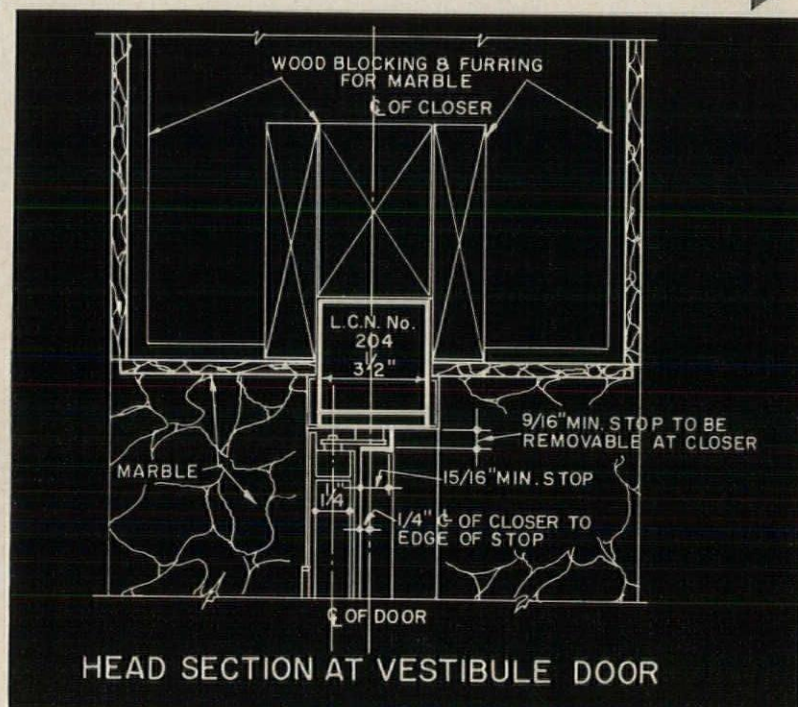 WOOD BLOCKING & FURRING
FOR MARBLE
℄ OF CLOSER
L.C.N. No.
204
3 1/2"
9/16" MIN. STOP TO BE
REMOVABLE AT CLOSER
MARBLE
15/16" MIN. STOP
1/4" ℄ OF CLOSER TO
EDGE OF STOP
℄ OF DOOR
HEAD SECTION AT VESTIBULE DOOR